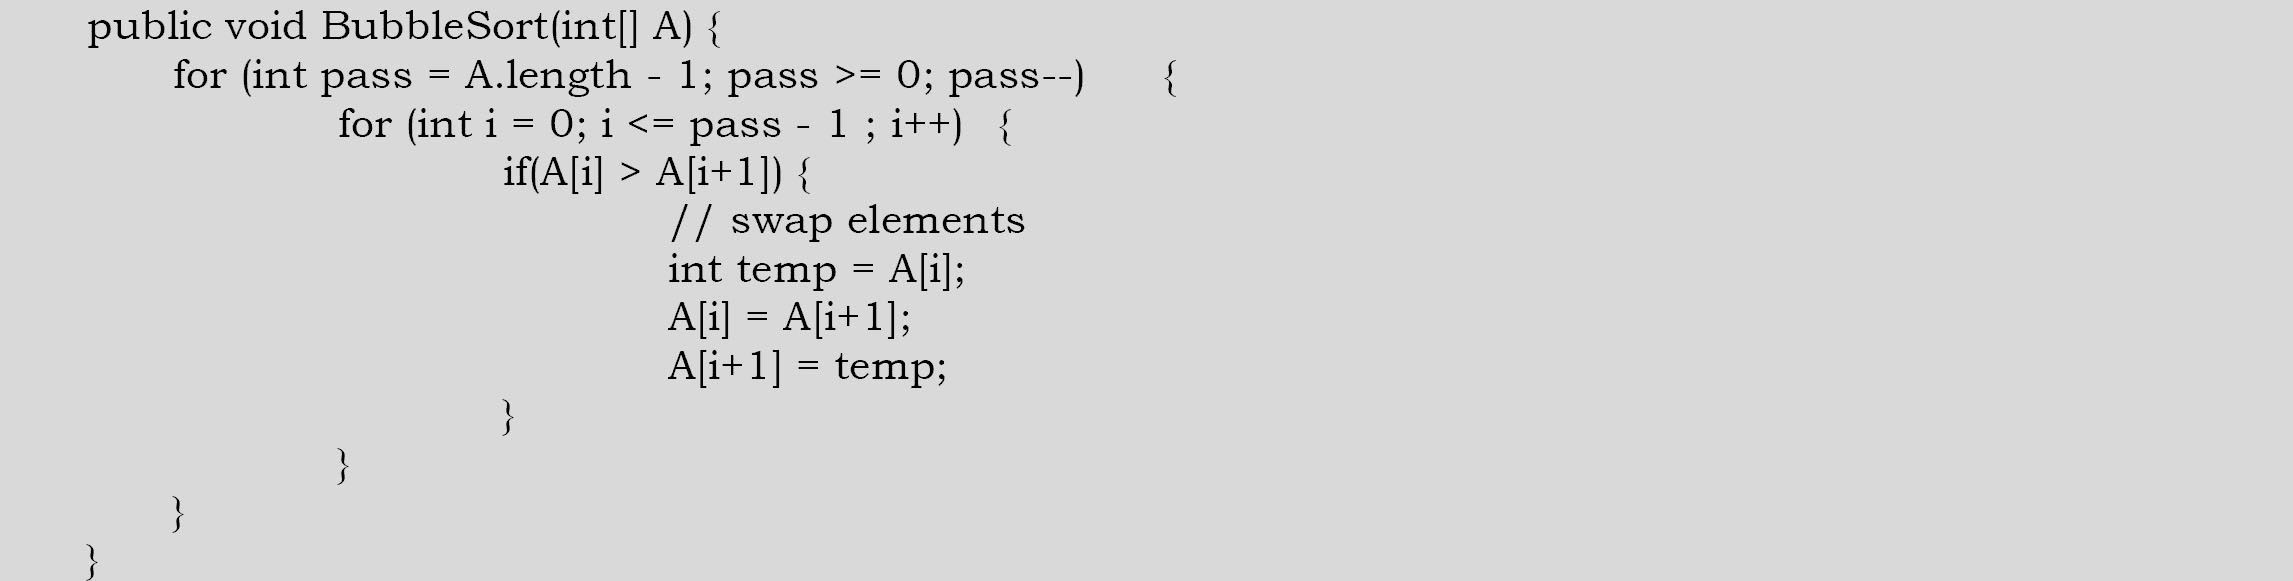 public void BubbleSort(int[] A) {
for (int pass = A.length - 1; pass >= 0; pass--) {
for (int i = 0; i <= pass - 1 ; i++) {
if(A[i] > A[i+1]) {
// swap elements
int temp = A[i];
A[i] = A[i+1];
A[i+1] = temp;
}
}
}
}